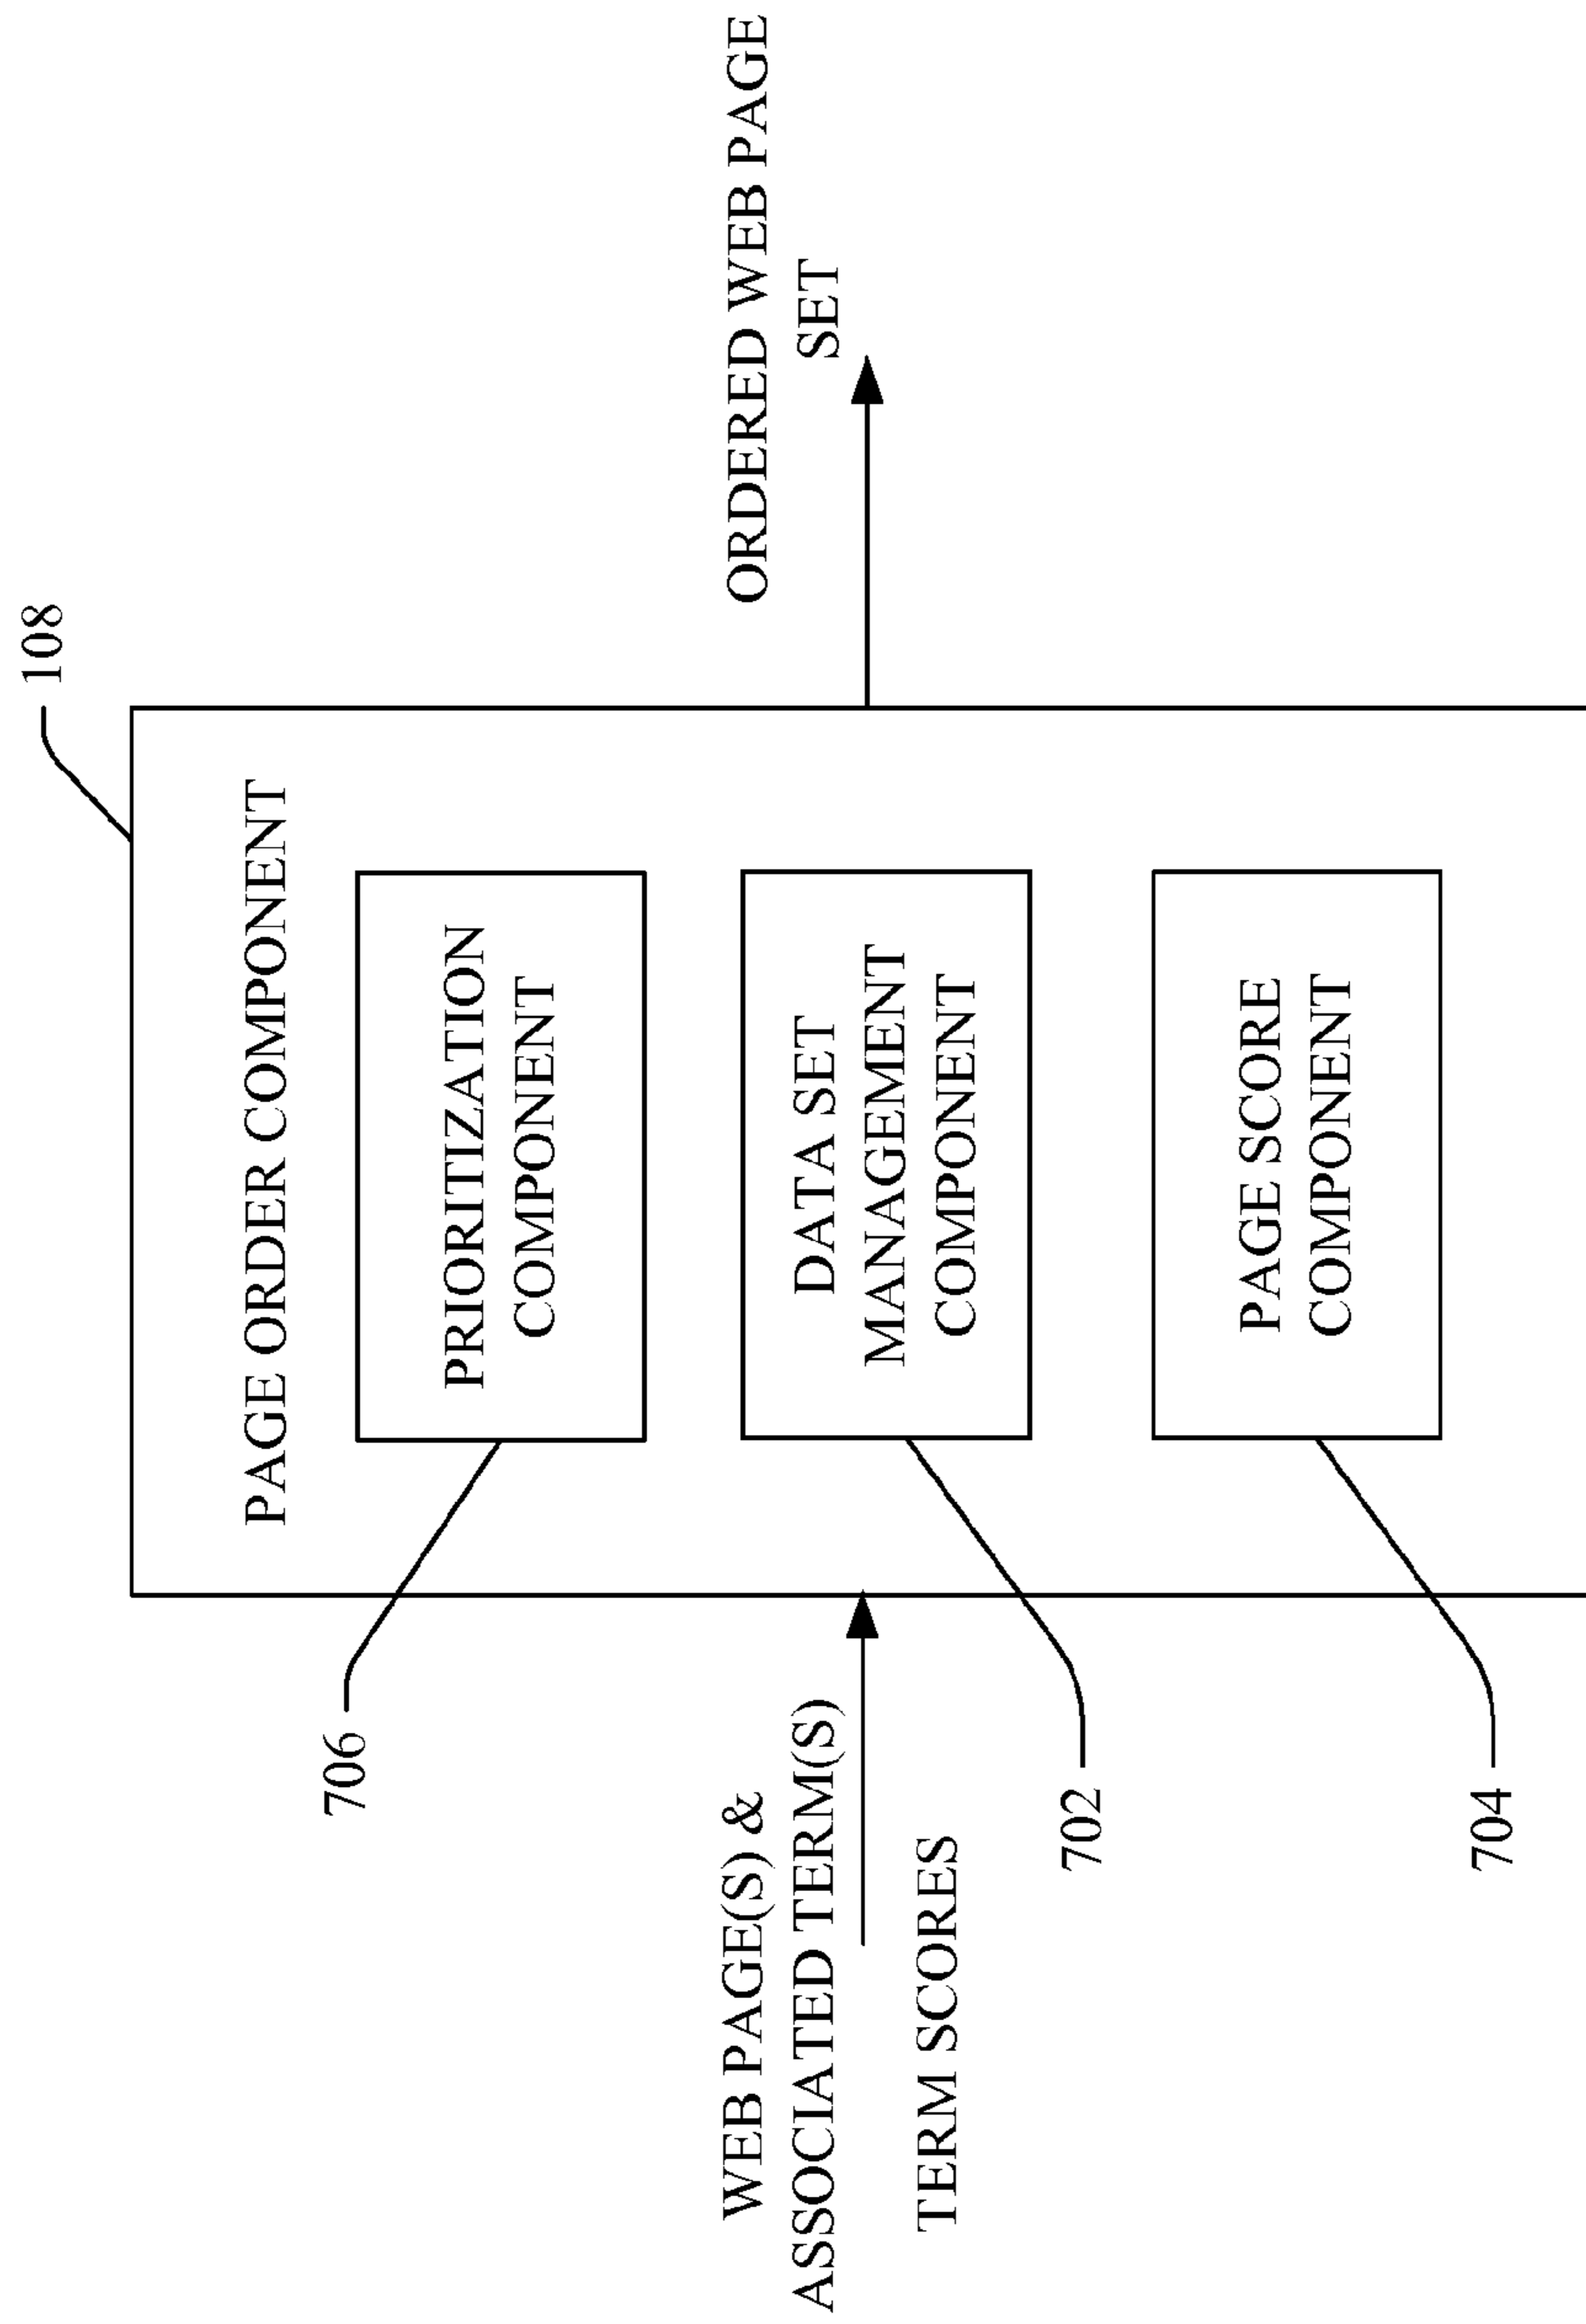 108
PAGE ORDER COMPONENT
706
PRIORITIZATION
COMPONENT
WEB PAGE(S) &
ASSOCIATED TERM(S)
TERM SCORES
DATA SET
MANAGEMENT
COMPONENT
ORDERED WEB PAGE
SET
702
PAGE SCORE
COMPONENT
704